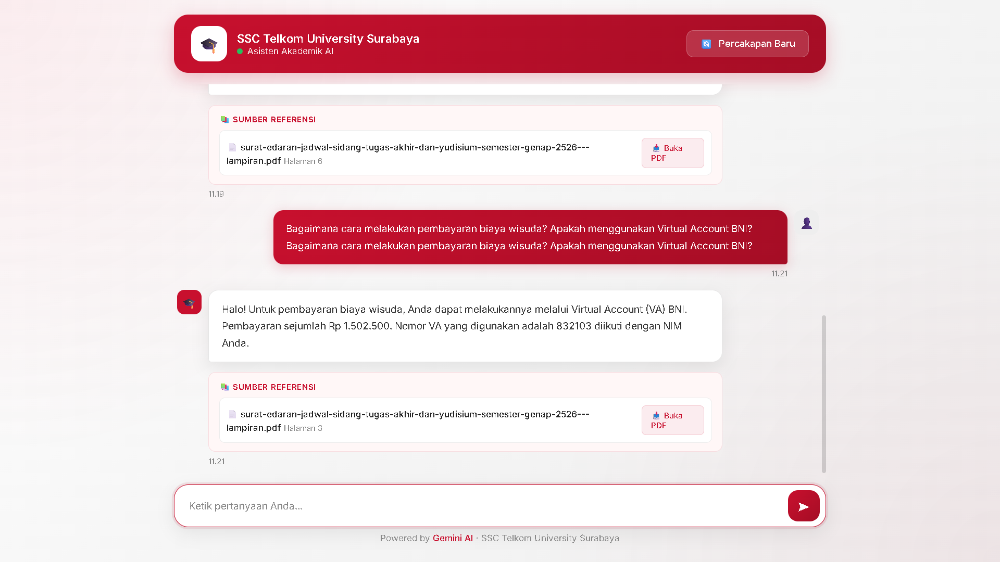 SSC Telkom University Surabaya
Asisten Akademik AI
Percakapan Baru
SUMBER REFERENSI
surat-edaran-jadwal-sidang-tugas-akhir-dan-yudisium-semester-genap-2526---
lampiran.pdf Halaman 6
Buka
PDF
11.19
Bagaimana cara melakukan pembayaran biaya wisuda? Apakah menggunakan Virtual Account BNI?
Bagaimana cara melakukan pembayaran biaya wisuda? Apakah menggunakan Virtual Account BNI?
11.21
Halo! Untuk pembayaran biaya wisuda, Anda dapat melakukannya melalui Virtual Account (VA) BNI.
Pembayaran sejumlah Rp 1.502.500. Nomor VA yang digunakan adalah 832103 diikuti dengan NIM
Anda.
SUMBER REFERENSI
surat-edaran-jadwal-sidang-tugas-akhir-dan-yudisium-semester-genap-2526---
lampiran.pdf Halaman 3
Buka
PDF
11.21
Ketik pertanyaan Anda...
Powered by Gemini AI · SSC Telkom University Surabaya